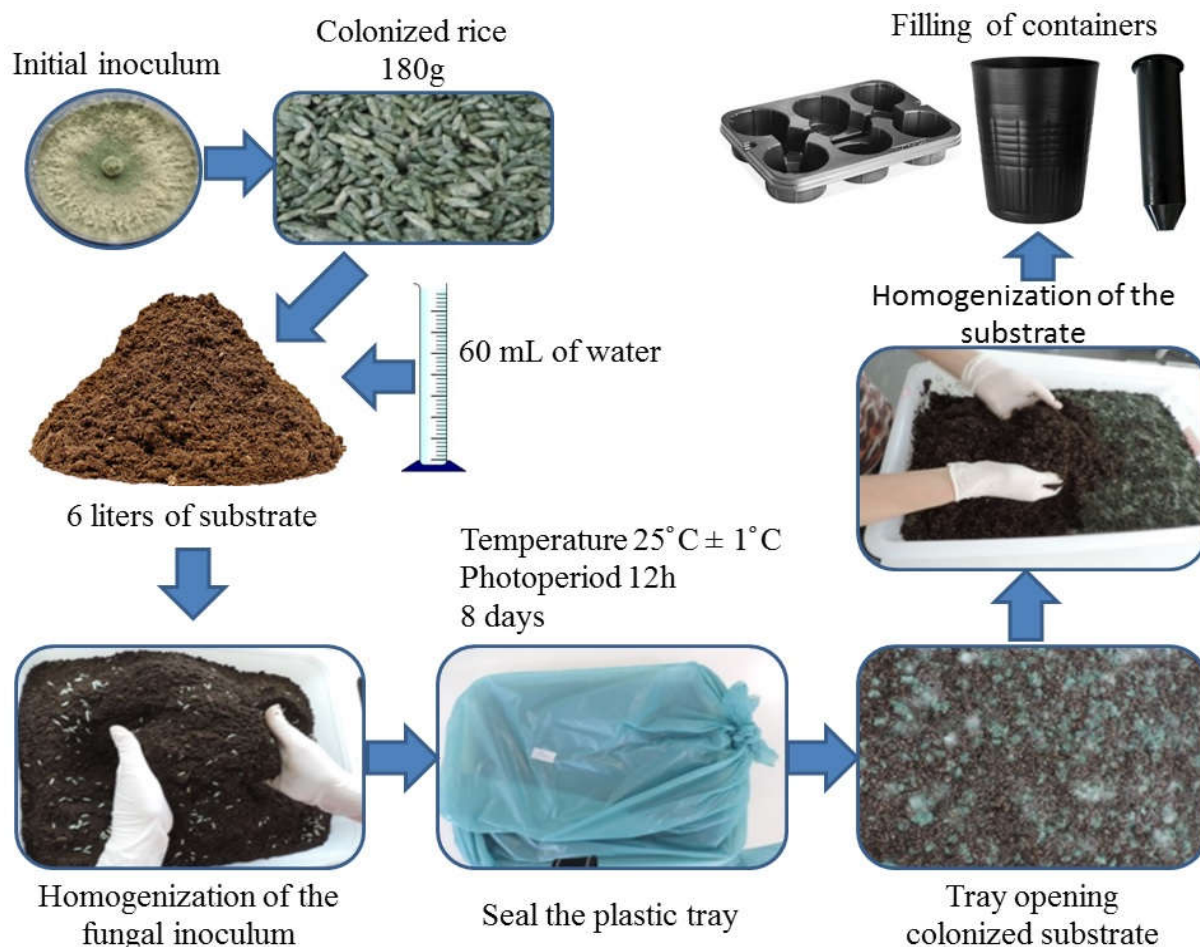 Initial inoculum
Colonized rice
180g
60 mL of water
6 liters of substrate
Homogenization of the
fungal inoculum
Temperature 25°C ± 1°C
Photoperiod 12h
8 days
Seal the plastic tray
Tray opening
colonized substrate
Homogenization of the
substrate
Filling of containers